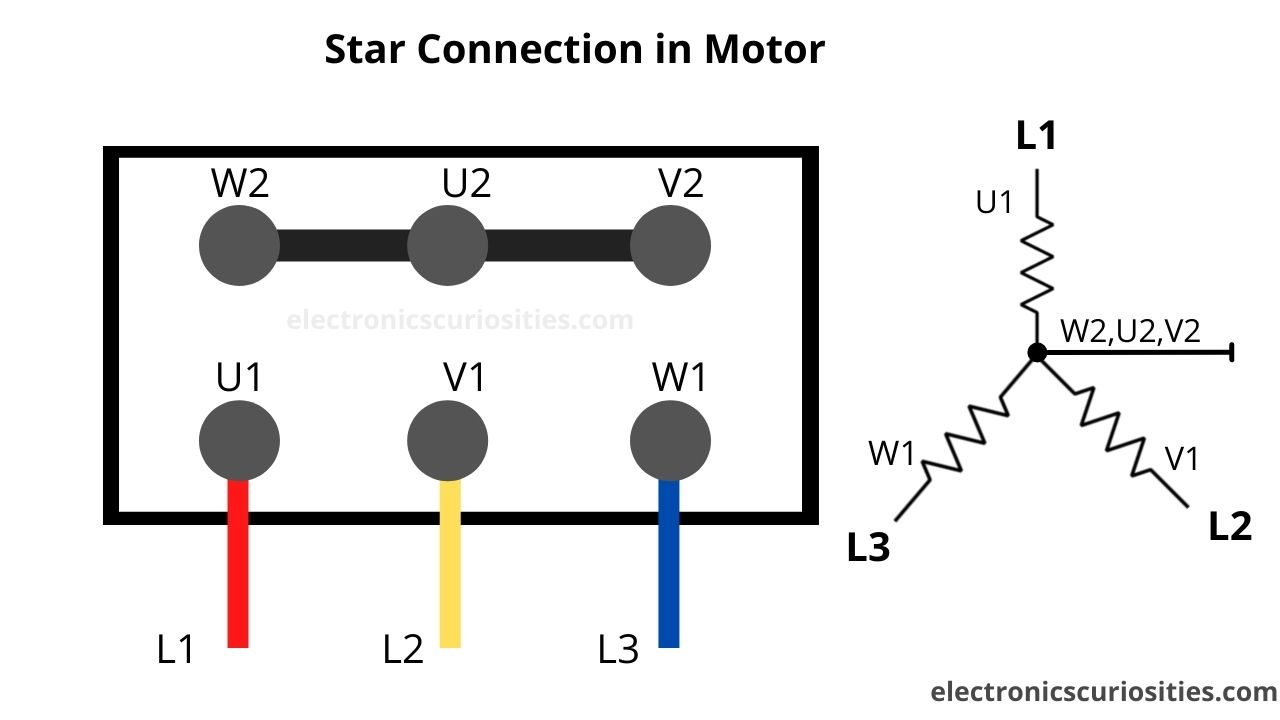 Star Connection in Motor
W2 U2 V2
electronicscuriosities.com
U1 V1 W1
L1 L2 L3
L1
U1
W2,U2,V2
W1
V1
L3
L2
electronicscuriosities.com